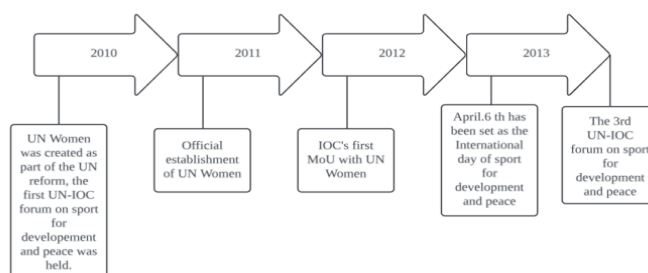 2010
2011
2012
2013
UN Women
was created as
part of the UN
reform, the
first UN-IOC
forum on sport
for
developement
and peace was
held.
Official
establishment
of UN Women
IOC's first
MoU with UN
Women
April.6 th has
been set as the
International
day of sport
for
development
and peace
The 3rd
UN-IOC
forum on sport
for
development
and peace